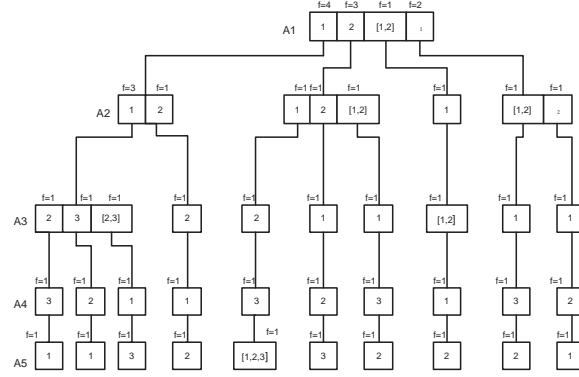 f=4 f=3 f=1 f=2
A1 1 2 [1,2]
f=3 f=1 f=1 f=1 f=1 f=1 f=1 f=1
A2 1 2 1 2 [1,2] 1 [1,2] 2
f=1 f=1 f=1 f=1 f=1 f=1 f=1 f=1 f=1 f=1
A3 2 3 [2,3] 2 2 1 1 [1,2] 1 1
f=1 f=1 f=1 f=1 f=1 f=1 f=1 f=1 f=1 f=1
A4 3 2 1 1 3 2 3 1 3 2
f=1 f=1 f=1 f=1 f=1 f=1 f=1 f=1 f=1 f=1
A5 1 1 3 2 [1,2,3] 3 2 2 2 1